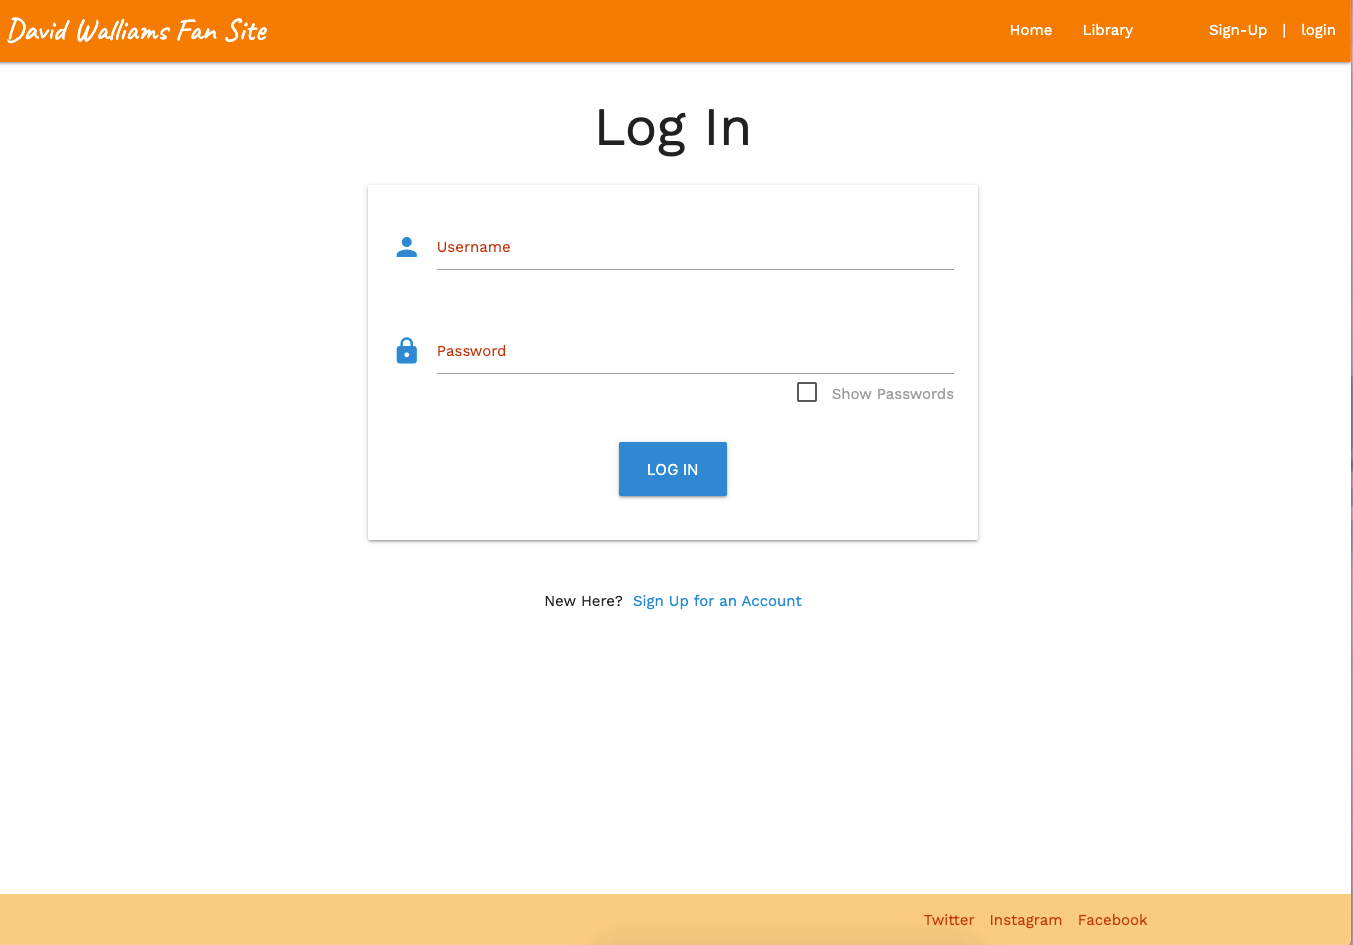 David Walliams Fan Site Home Library Sign-Up | login
Log In
Username
Password
Show Passwords
LOG IN
New Here? Sign Up for an Account
Twitter Instagram Facebook